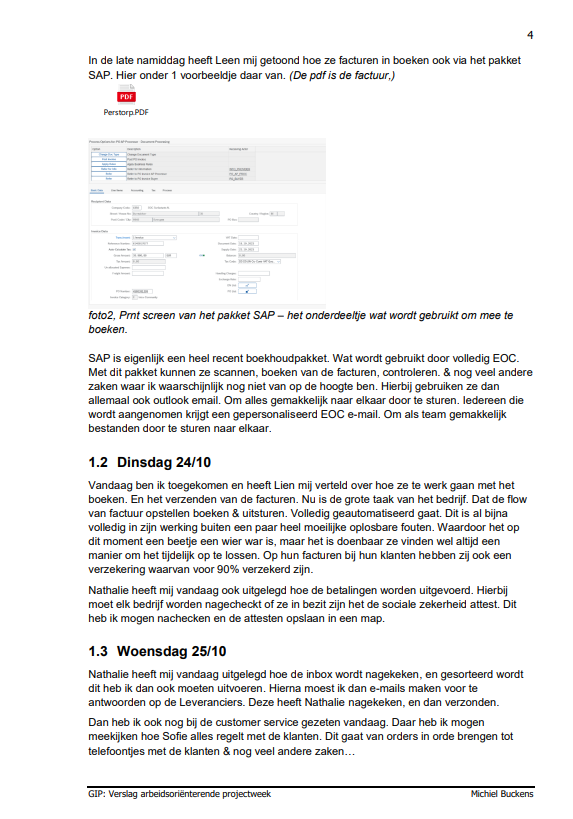 4
In de late namiddag heeft Leen mij getoond hoe ze facturen in boeken ook via het pakket
SAP. Hier onder 1 voorbeeldje daar van. (De pdf is de factuur,)
PDF
Perstorp.PDF
foto2, Prnt screen van het pakket SAP – het onderdeeltje wat wordt gebruikt om mee te
boeken.
SAP is eigenlijk een heel recent boekhoudpakket. Wat wordt gebruikt door volledig EOC.
Met dit pakket kunnen ze scannen, boeken van de facturen, controleren. & nog veel andere
zaken waar ik waarschijnlijk nog niet van op de hoogte ben. Hierbij gebruiken ze dan
allemaal ook outlook email. Om alles gemakkelijk naar elkaar door te sturen. Iedereen die
wordt aangenomen krijgt een gepersonaliseerd EOC e-mail. Om als team gemakkelijk
bestanden door te sturen naar elkaar.
1.2 Dinsdag 24/10
Vandaag ben ik toegekomen en heeft Lien mij verteld over hoe ze te werk gaan met het
boeken. En het verzenden van de facturen. Nu is de grote taak van het bedrijf. Dat de flow
van factuur opstellen boeken & uitsturen. Volledig geautomatiseerd gaat. Dit is al bijna
volledig in zijn werking buiten een paar heel moeilijke oplosbare fouten. Waardoor het op
dit moment een beetje een wier war is, maar het is doenbaar ze vinden wel altijd een
manier om het tijdelijk op te lossen. Op hun facturen bij hun klanten hebben zij ook een
verzekering waarvan voor 90% verzekerd zijn.
Nathalie heeft mij vandaag ook uitgelegd hoe de betalingen worden uitgevoerd. Hierbij
moet elk bedrijf worden nagecheckt of ze in bezit zijn het de sociale zekerheid attest. Dit
heb ik mogen nachecken en de attesten opslaan in een map.
1.3 Woensdag 25/10
Nathalie heeft mij vandaag uitgelegd hoe de inbox wordt nagekeken, en gesorteerd wordt
dit heb ik dan ook moeten uitvoeren. Hierna moest ik dan e-mails maken voor te
antwoorden op de Leveranciers. Deze heeft Nathalie nagekeken, en dan verzonden.
Dan heb ik ook nog bij de customer service gezeten vandaag. Daar heb ik mogen
meekijken hoe Sofie alles regelt met de klanten. Dit gaat van orders in orde brengen tot
telefoontjes met de klanten & nog veel andere zaken…
GIP: Verslag arbeidsoriënterende projectweek
Michiel Buckens